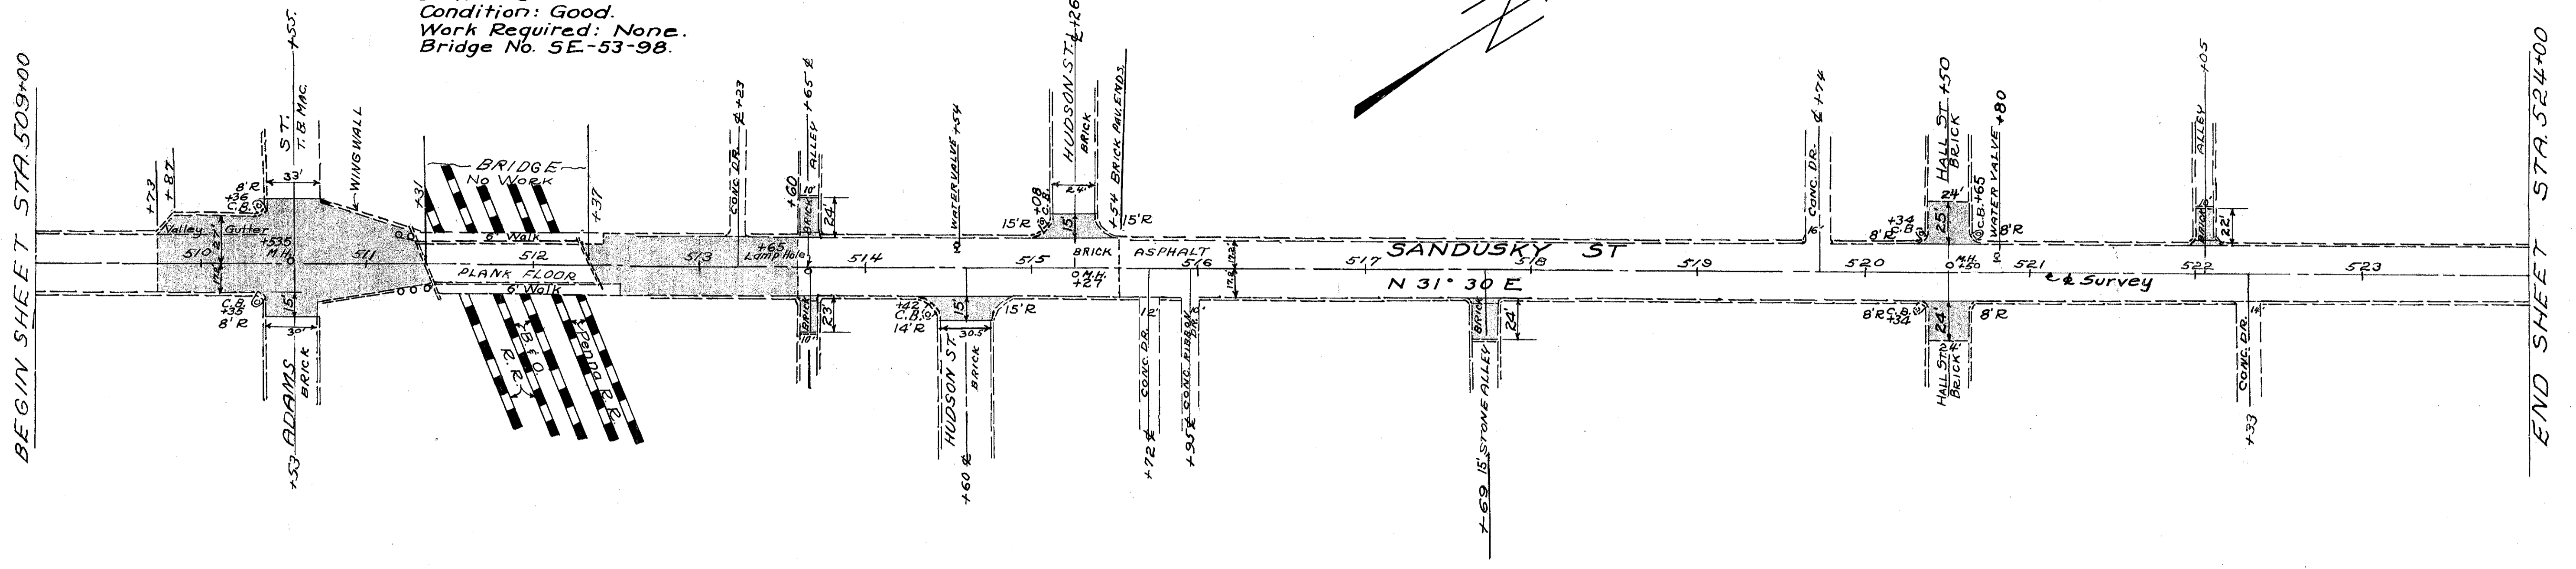 Condition: Good.
Work Required: None.
Bridge No. SE-53-98.
BEGIN SHEET STA. 509+00
+73
+87
8'R
+36
C.B.
33'
+55.
ST.
T.B.MAC.
WINGWALL
Valley Gutter
27'
17.2'
510
+535
M.H.
511
C.B.
+35
8'R
15'
30'
+53 ADAMS
BRICK
+31
BRIDGE
No WORK
+37
6' Walk
512
PLANK FLOOR
6' Walk
B.&O.
R.R.
Penna R.R.
CONC. DR. ℄ +23
513
+65
Lamp Hole
+60
ALLEY +65 ℄
10'
BRICK
24'
BRICK
23'
10'
514
WATER VALVE +54
+42
C.B.
14'R
15'
15'R
30.5'
HUDSON ST.
BRICK
+60 ℄
515
15'R
+08
C.B.
HUDSON ST. ℄ +26
BRICK
24'
15'
+54 BRICK PAV. ENDS.
15'R
BRICK
ASPHALT
M.H.
+27
12'
CONC. DR.
+72 ℄
CONC. RIBBON
DR.
+95 ℄
516
17.2'
17.2'
517
SANDUSKY ST
N 31° 30 E
518
BRICK
24'
+69 15' STONE ALLEY
519
CONC. DR. ℄ +74
16'
520
8'R
+34
C.B.
HALL ST +50
BRICK
24'
25'
C.B.+65
WATER VALVE +80
8'R
M.H.
+50
521
8'R C.B.
+34
24'
24'
8'R
HALL ST.
BRICK
℄ & Survey
ALLEY +05
BRICK
22'
522
14'
CONC. DR.
+33
523
END SHEET STA. 524+00